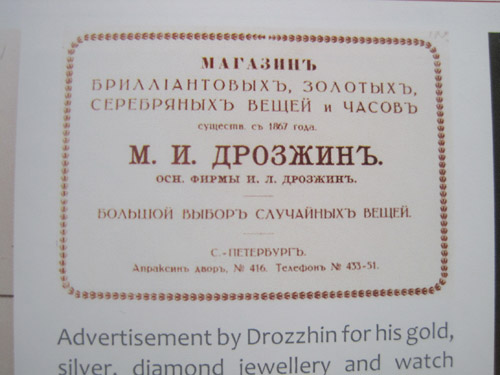 МАГАЗИНЪ
БРИЛЛІАНТОВЫХЪ, ЗОЛОТЫХЪ,
СЕРЕБРЯНЫХЪ ВЕЩЕЙ и ЧАСОВЪ
существ. съ 1867 года.
М. И. ДРОЗЖИНЪ.
ОСН. ФИРМЫ И. Л. ДРОЗЖИНЪ.
БОЛЬШОЙ ВЫБОРЪ СЛУЧАЙНЫХЪ ВЕЩЕЙ.
С.-ПЕТЕРБУРГЪ.
Апраксинъ дворъ, № 416. Телефонъ № 433-51.
Advertisement by Drozzhin for his gold,
silver, diamond jewellery and watch